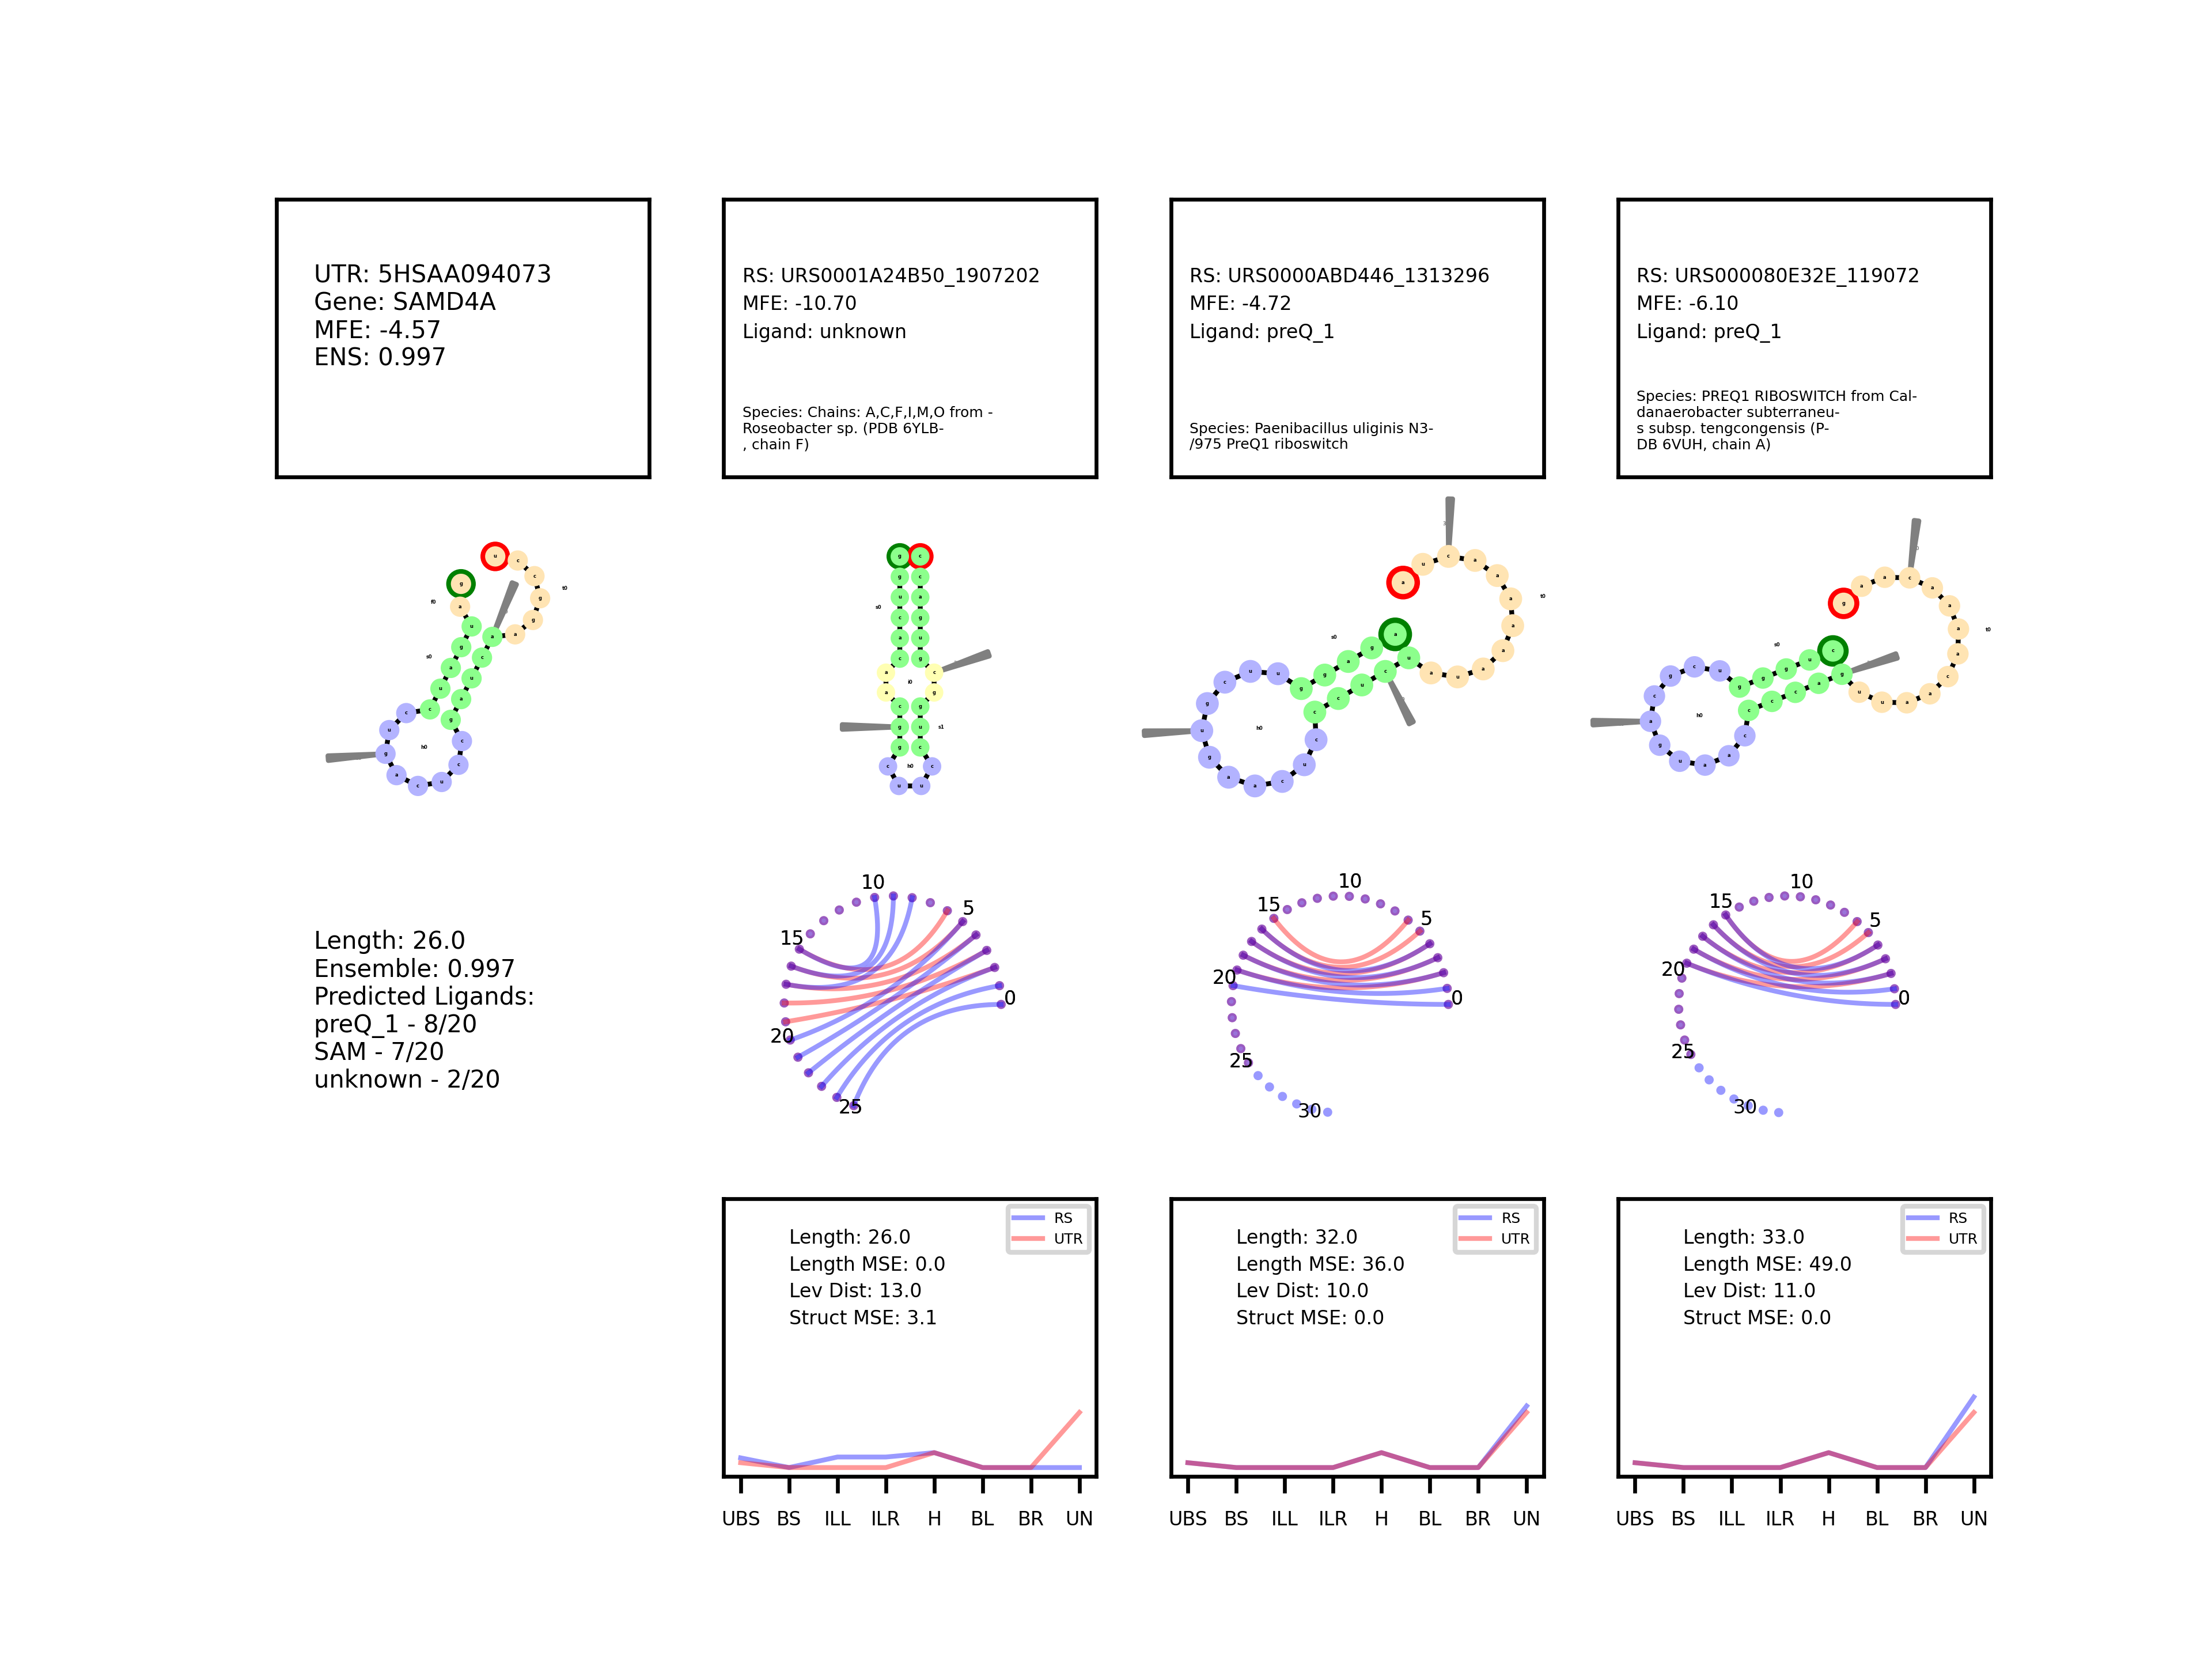 UTR: 5HSAA094073
Gene: SAMD4A
MFE: -4.57
ENS: 0.997
RS: URS0001A24B50_1907202
MFE: -10.70
Ligand: unknown
Species: Chains: A,C,F,I,M,O from -
Roseobacter sp. (PDB 6YLB-
, chain F)
RS: URS0000ABD446_1313296
MFE: -4.72
Ligand: preQ_1
Species: Paenibacillus uliginis N3-
/975 PreQ1 riboswitch
RS: URS000080E32E_119072
MFE: -6.10
Ligand: preQ_1
Species: PREQ1 RIBOSWITCH from Cal-
danaerobacter subterraneu-
s subsp. tengcongensis (P-
DB 6VUH, chain A)
Length: 26.0
Ensemble: 0.997
Predicted Ligands:
preQ_1 - 8/20
SAM - 7/20
unknown - 2/20
0
5
10
15
20
25
0
5
10
15
20
25
30
0
5
10
15
20
25
30
RS
UTR
Length: 26.0
Length MSE: 0.0
Lev Dist: 13.0
Struct MSE: 3.1
UBS BS ILL ILR H BL BR UN
RS
UTR
Length: 32.0
Length MSE: 36.0
Lev Dist: 10.0
Struct MSE: 0.0
UBS BS ILL ILR H BL BR UN
RS
UTR
Length: 33.0
Length MSE: 49.0
Lev Dist: 11.0
Struct MSE: 0.0
UBS BS ILL ILR H BL BR UN